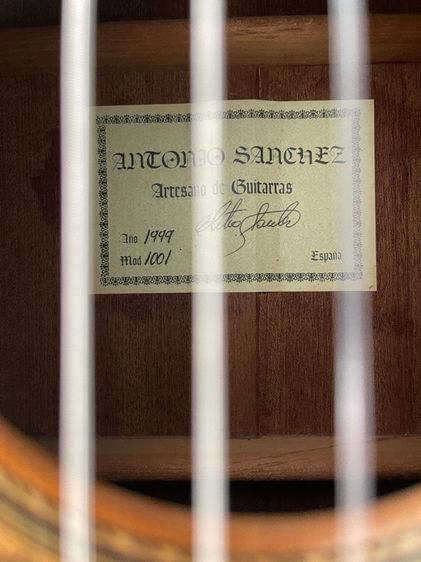 ANTONIO SANCHEZ
Artesano de Guitarras
Año 1999
Mod 1001 España